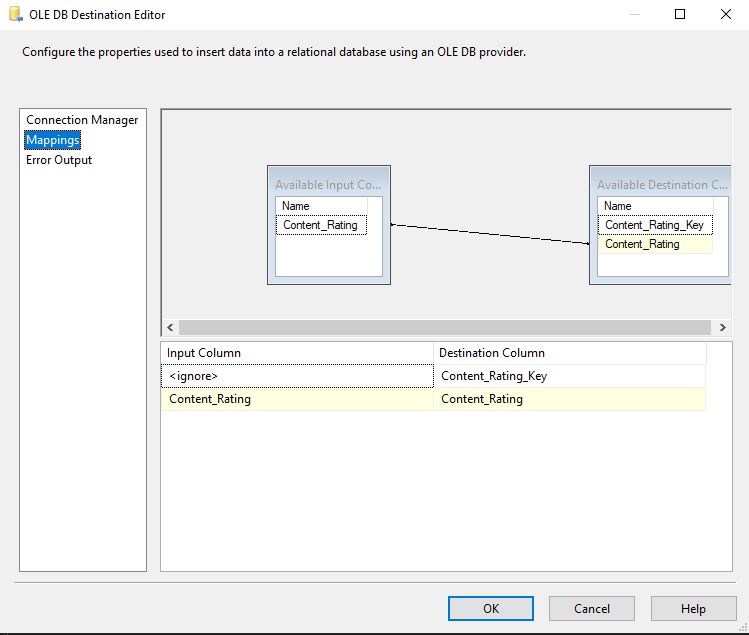 OLE DB Destination Editor
Configure the properties used to insert data into a relational database using an OLE DB provider.
Connection Manager
Mappings
Error Output
Available Input Co...
Name
Content_Rating
Available Destination C...
Name
Content_Rating_Key
Content_Rating
Input Column Destination Column
<ignore> Content_Rating_Key
Content_Rating Content_Rating
OK Cancel Help